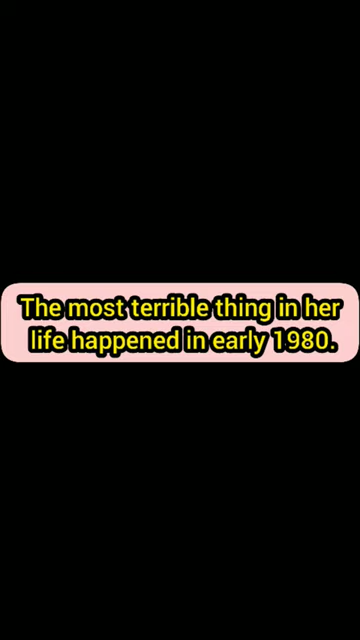 The most terrible thing in her
life happened in early 1980.